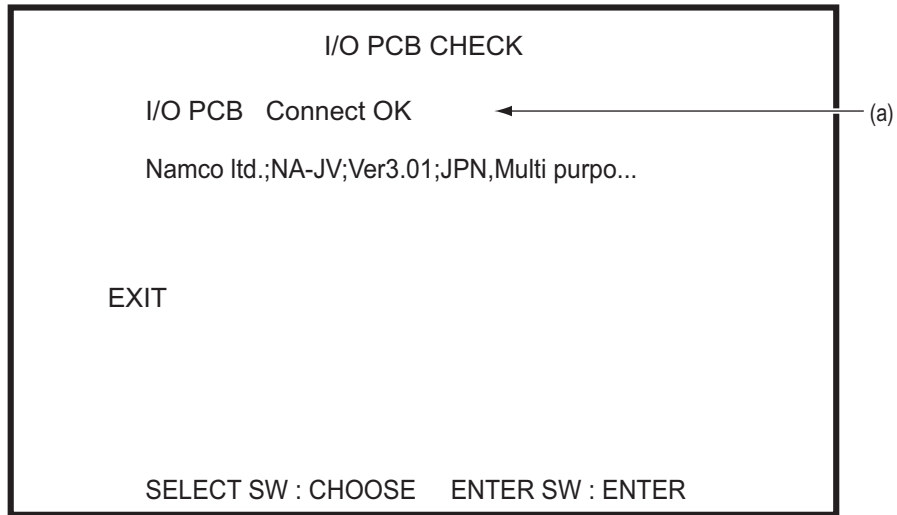 I/O PCB CHECK
I/O PCB Connect OK
(a)
Namco ltd.;NA-JV;Ver3.01;JPN,Multi purpo...
EXIT
SELECT SW : CHOOSE ENTER SW : ENTER